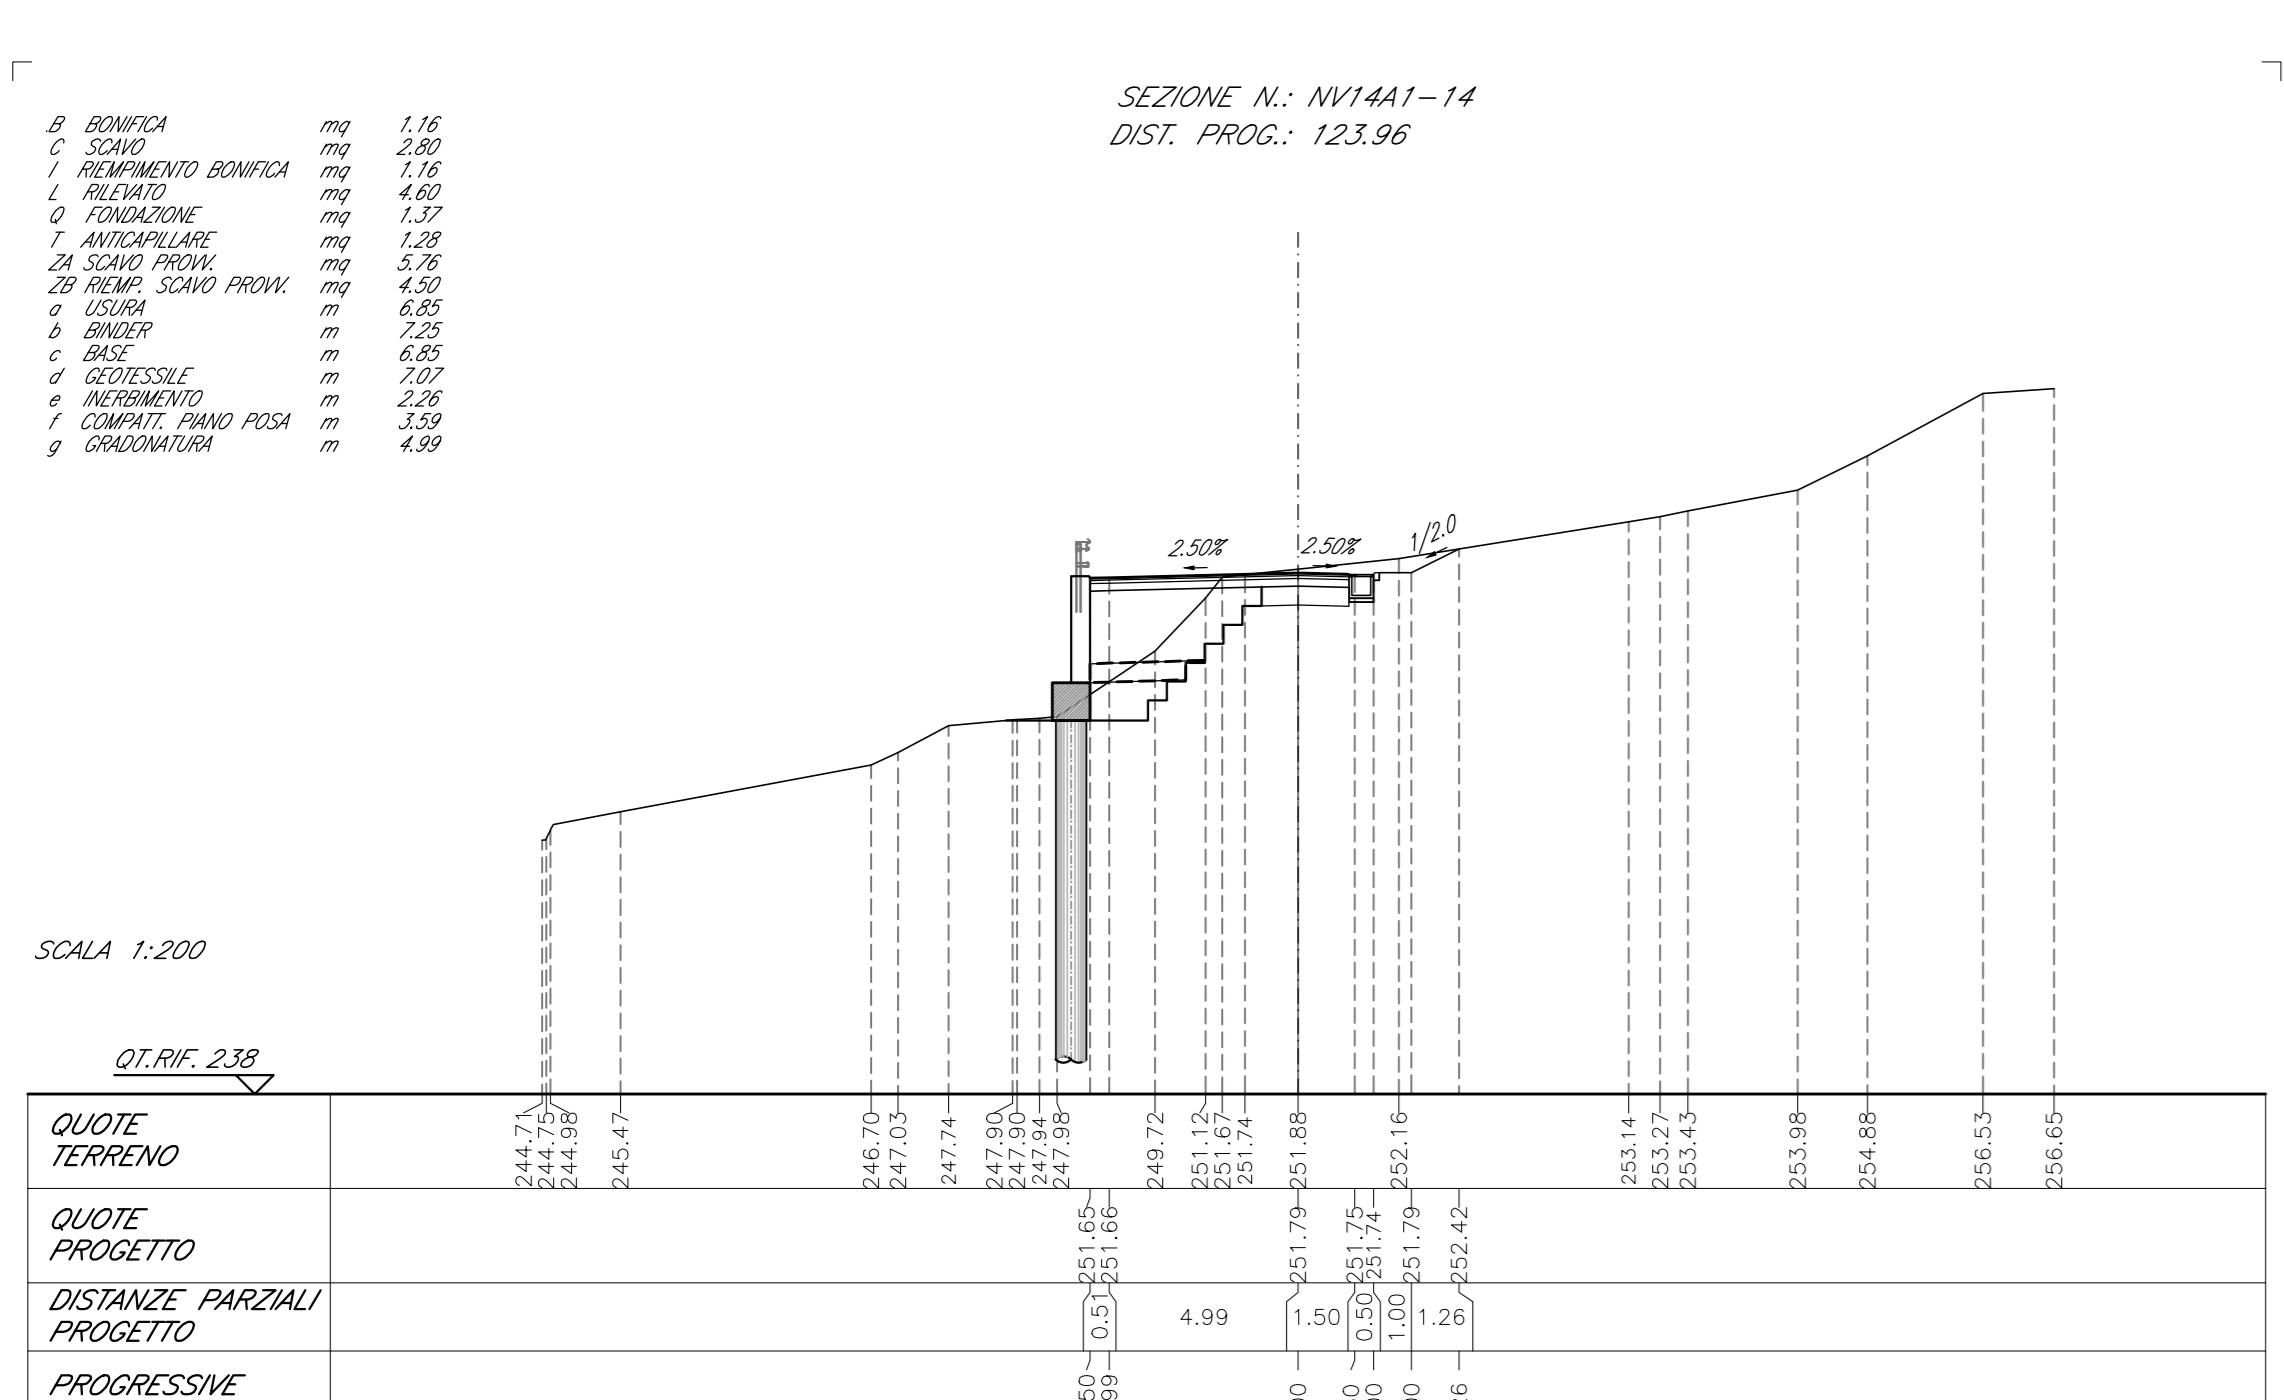 SEZIONE N.: NV14A1-14
DIST. PROG.: 123.96
B BONIFICA mq 1.16
C SCAVO mq 2.80
I RIEMPIMENTO BONIFICA mq 1.16
L RILEVATO mq 4.60
Q FONDAZIONE mq 1.37
T ANTICAPILLARE mq 1.28
ZA SCAVO PROVV. mq 5.76
ZB RIEMP. SCAVO PROVV. mq 4.50
a USURA m 6.85
b BINDER m 7.25
c BASE m 6.85
d GEOTESSILE m 7.07
e INERBIMENTO m 2.26
f COMPATT. PIANO POSA m 3.59
g GRADONATURA m 4.99
2.50% 2.50% 1/2.0
SCALA 1:200
QT.RIF. 238
QUOTE
TERRENO
244.71 244.75 244.98 245.47 246.70 247.03 247.74 247.90 247.90 247.94 247.98 249.72 251.12 251.67 251.74 251.88 252.16 253.14 253.27 253.43 253.98 254.88 256.53 256.65
QUOTE
PROGETTO
251.65 251.66 251.79 251.75 251.74 251.79 252.42
DISTANZE PARZIALI
PROGETTO
0.51 4.99 1.50 0.50 1.00 1.26
PROGRESSIVE